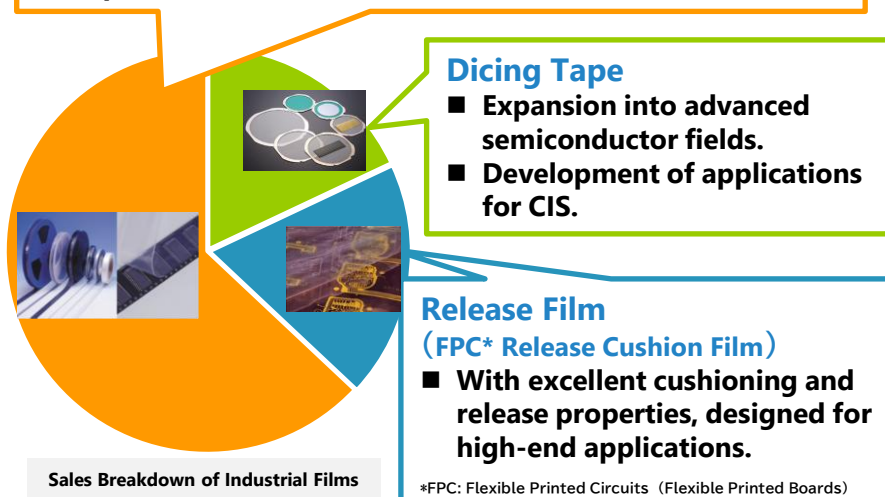 Dicing Tape
■ Expansion into advanced
semiconductor fields.
■ Development of applications
for CIS.
Release Film
（FPC* Release Cushion Film）
■ With excellent cushioning and
release properties, designed for
high-end applications.
*FPC: Flexible Printed Circuits（Flexible Printed Boards）
Sales Breakdown of Industrial Films